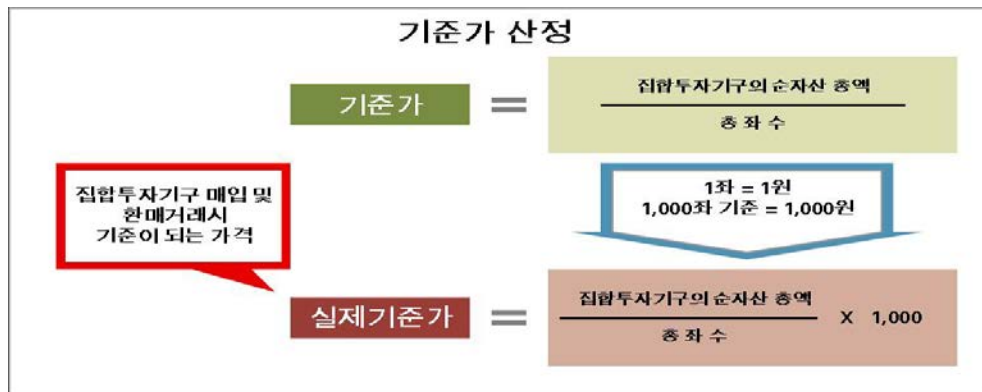 기준가 산정
기준가 = 집합투자기구의 순자산 총액
총 좌 수
집합투자기구 매입 및
환매거래시
기준이 되는 가격
1좌 = 1원
1,000좌 기준 = 1,000원
실제기준가 = 집합투자기구의 순자산 총액
총 좌 수
X 1,000